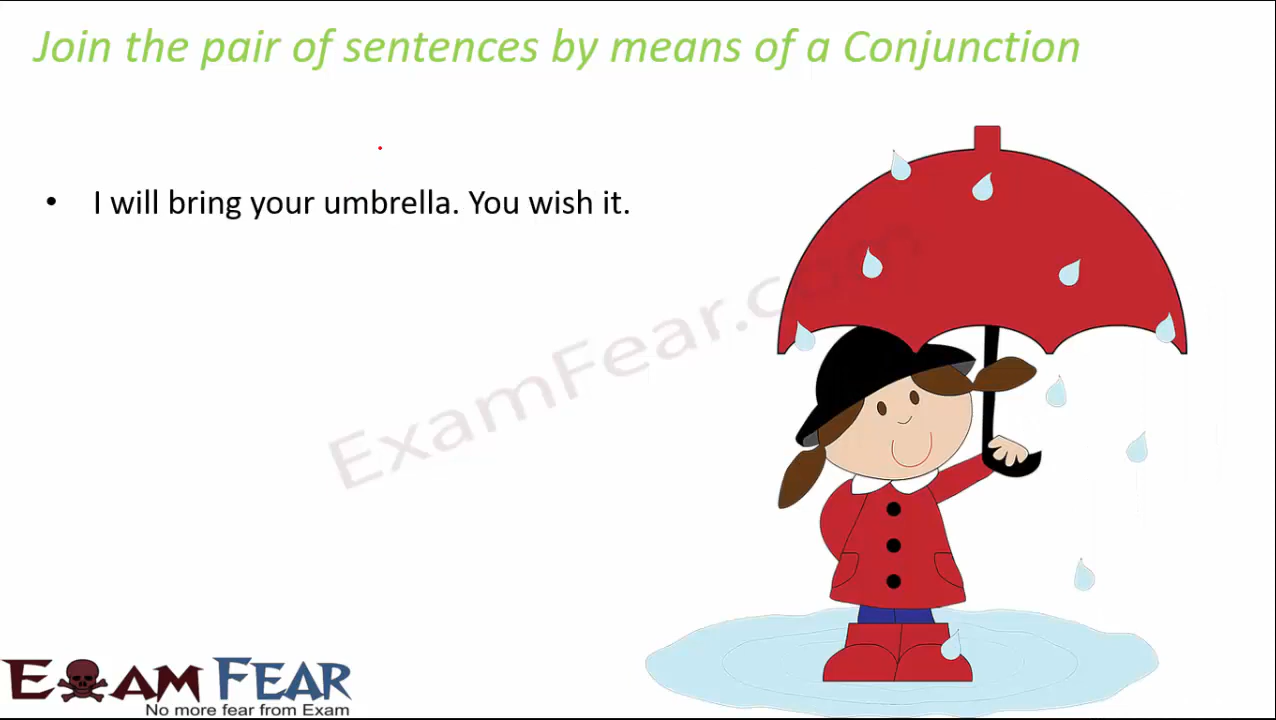 Join the pair of sentences by means of a Conjunction
• I will bring your umbrella. You wish it.
ExamFear.com
EXAM FEAR
No more fear from Exam